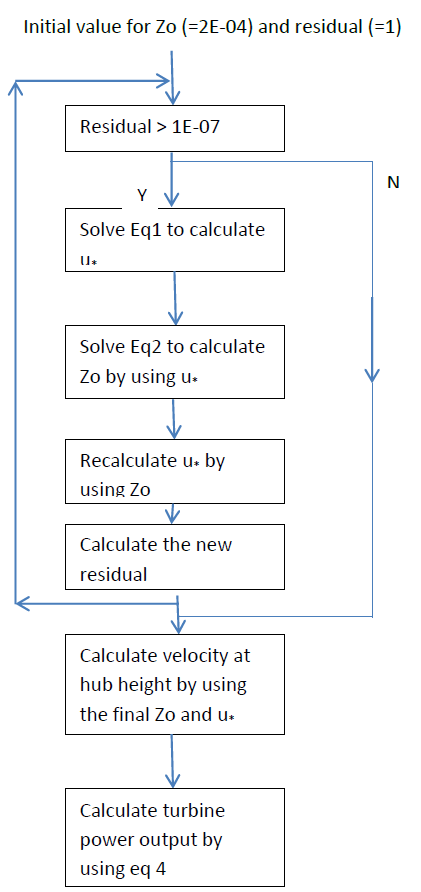 Initial value for Zo (=2E-04) and residual (=1)
Residual > 1E-07
N
Y
Solve Eq1 to calculate
u*
Solve Eq2 to calculate
Zo by using u*
Recalculate u* by
using Zo
Calculate the new
residual
Calculate velocity at
hub height by using
the final Zo and u*
Calculate turbine
power output by
using eq 4